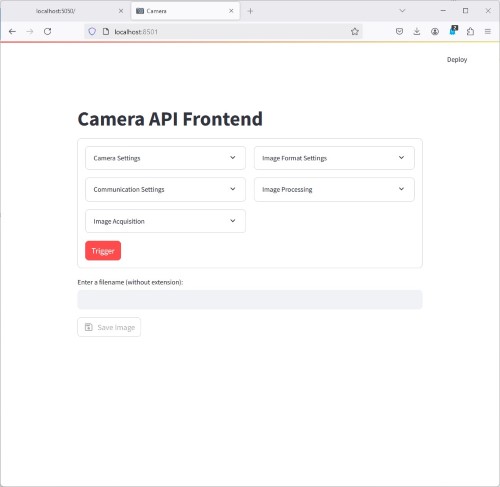 localhost:5050/
Camera
localhost:8501
2
Deploy
Camera API Frontend
Camera Settings
Image Format Settings
Communication Settings
Image Processing
Image Acquisition
Trigger
Enter a filename (without extension):
Save Image